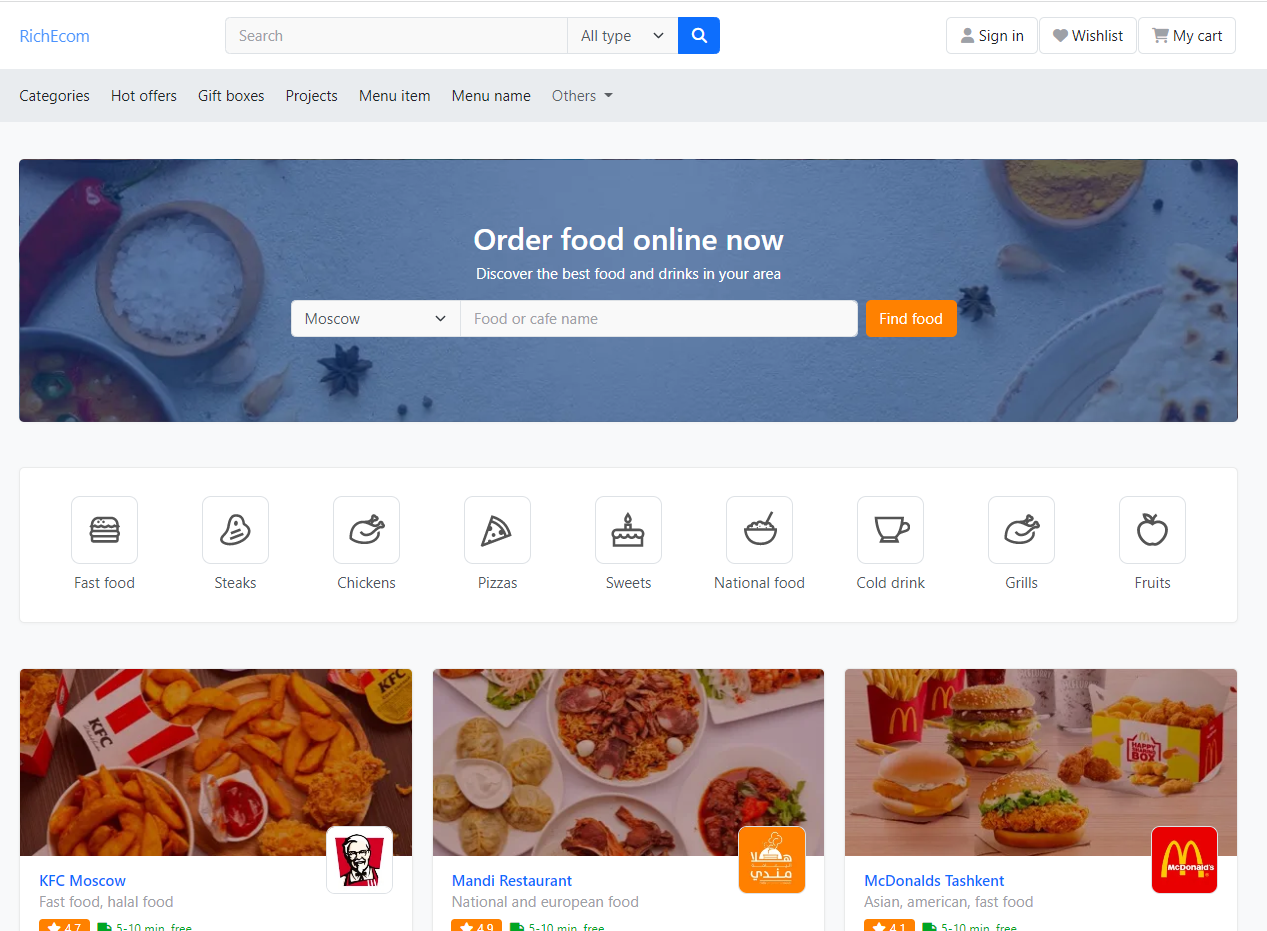 RichEcom
Search
All type
Sign in
Wishlist
My cart
Categories
Hot offers
Gift boxes
Projects
Menu item
Menu name
Others
Order food online now
Discover the best food and drinks in your area
Moscow
Food or cafe name
Find food
Fast food
Steaks
Chickens
Pizzas
Sweets
National food
Cold drink
Grills
Fruits
KFC
KFC
HAPPY
SHARING
BOX
هلا
مندي
McDonald's
KFC Moscow
Fast food, halal food
4.7
5-10 min, free
Mandi Restaurant
National and european food
4.9
5-10 min, free
McDonalds Tashkent
Asian, american, fast food
4.1
5-10 min, free